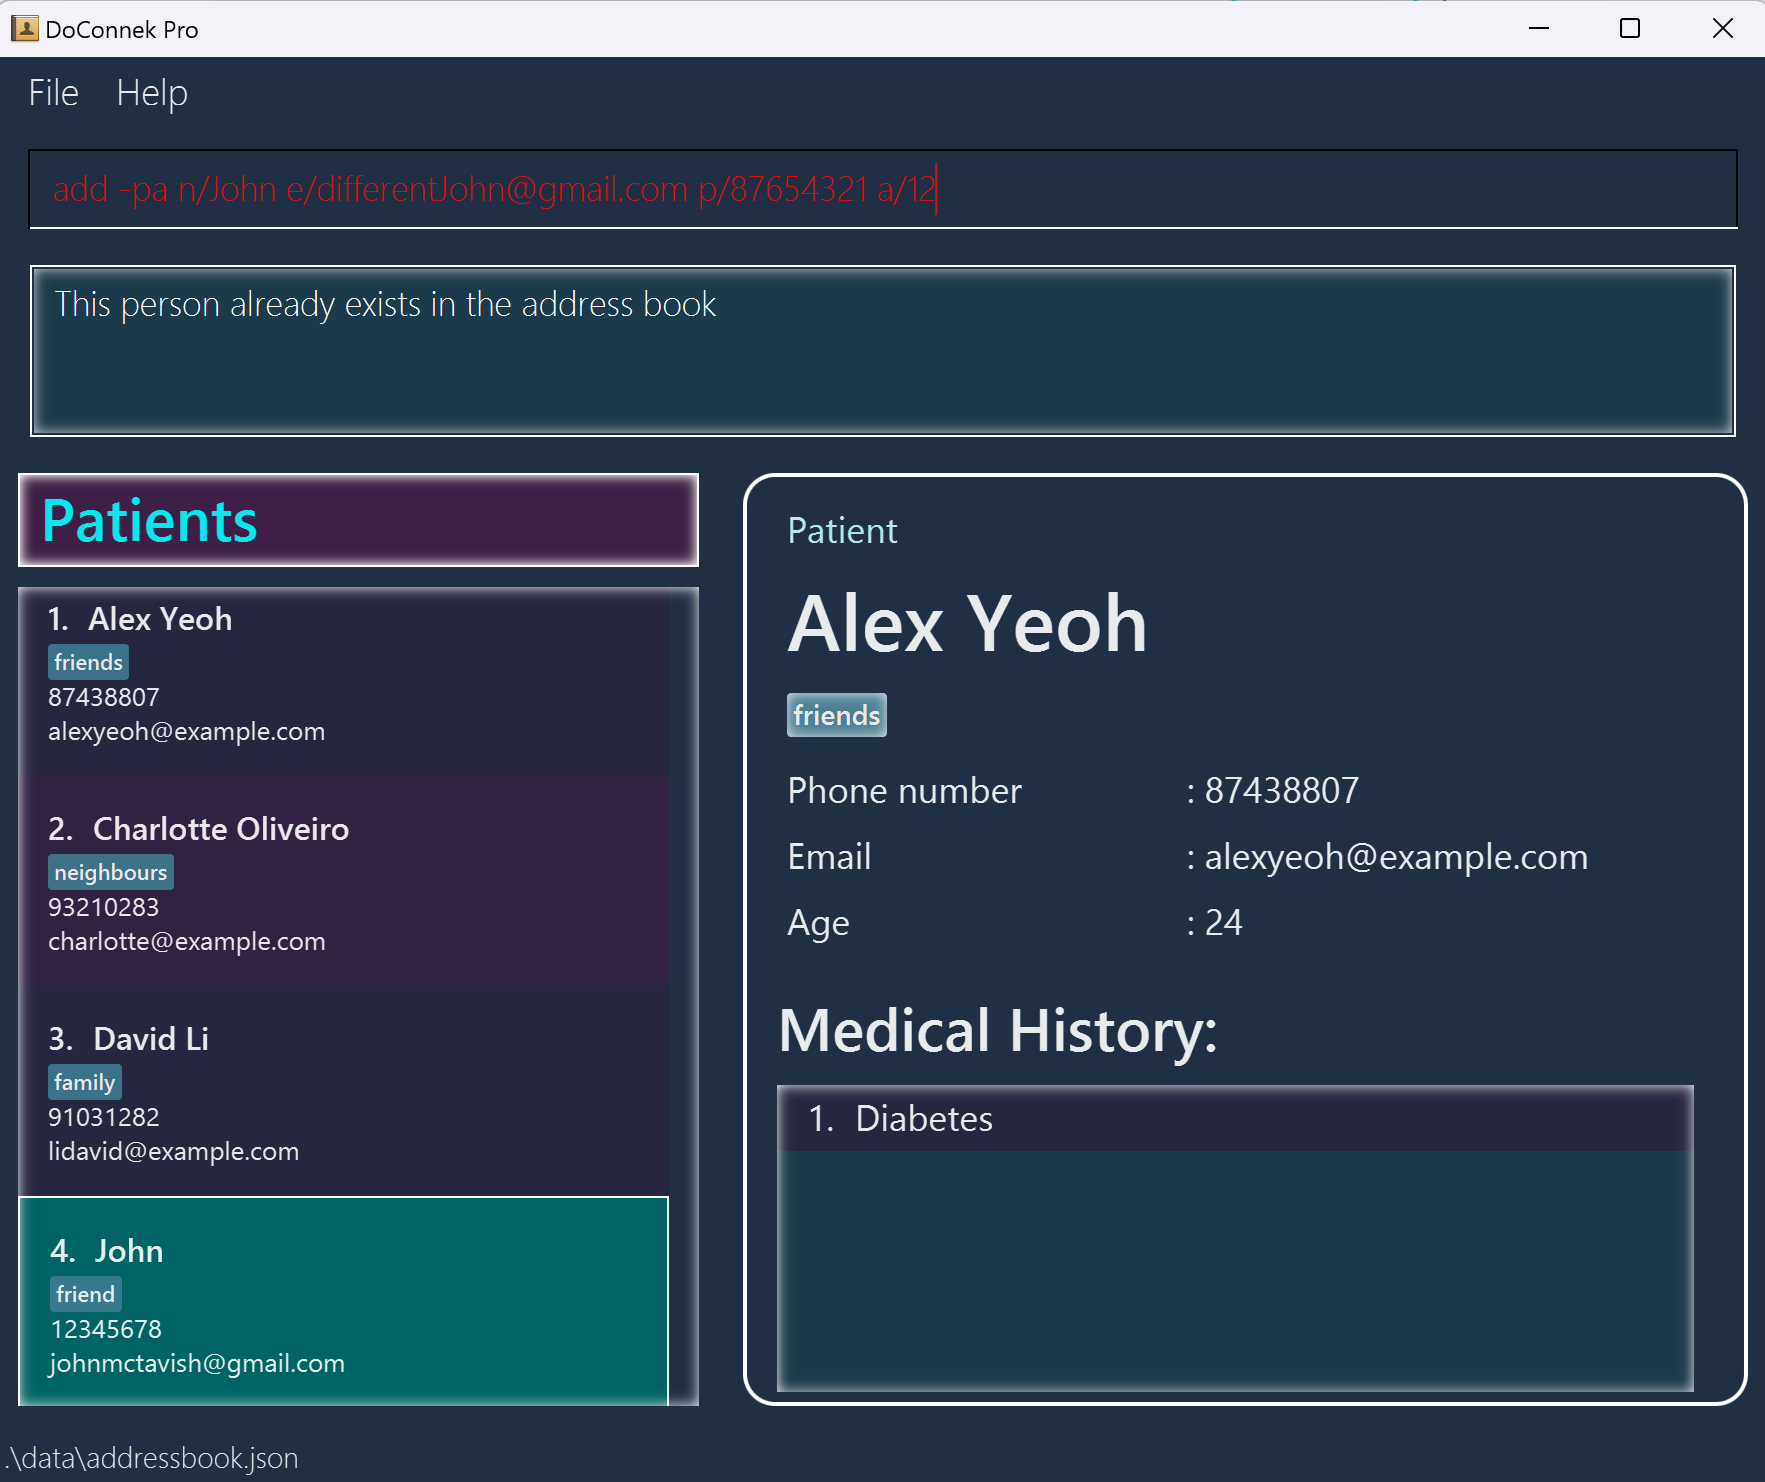 DoConnek Pro
File Help
add -pa n/John e/differentJohn@gmail.com p/87654321 a/12
This person already exists in the address book
Patients
1. Alex Yeoh
friends
87438807
alexyeoh@example.com
2. Charlotte Oliveiro
neighbours
93210283
charlotte@example.com
3. David Li
family
91031282
lidavid@example.com
4. John
friend
12345678
johnmctavish@gmail.com
Patient
Alex Yeoh
friends
Phone number : 87438807
Email : alexyeoh@example.com
Age : 24
Medical History:
1. Diabetes
.\data\addressbook.json